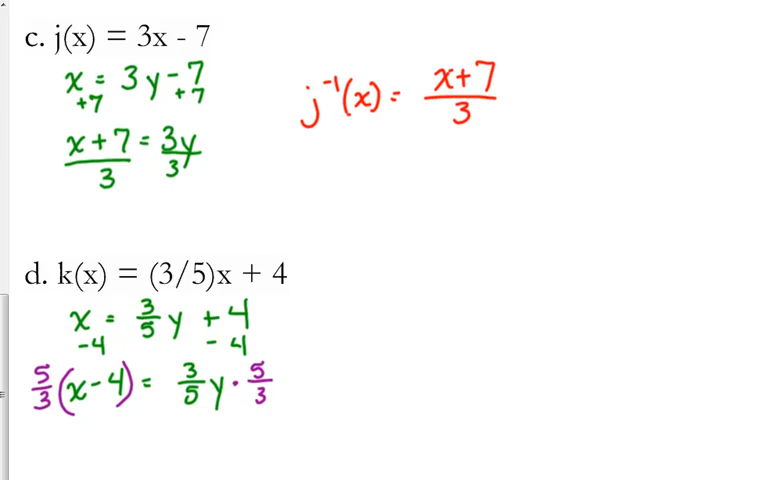 c. j(x) = 3x - 7
x = 3y - 7
+7 +7
j⁻¹(x) = (x+7)/3
(x+7)/3 = 3y/3
d. k(x) = (3/5)x + 4
x = 3/5 y + 4
-4 - 4
5/3 (x-4) = 3/5 y · 5/3